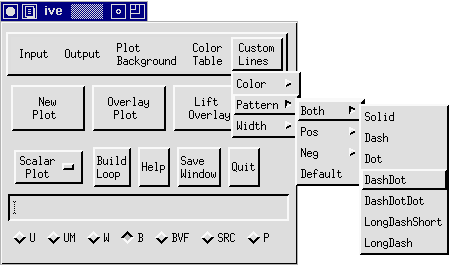 ive
Input Output Plot Background Color Table Custom Lines
New Plot Overlay Plot Lift Overlay
Color
Pattern
Width
Both
Pos
Neg
Default
Solid
Dash
Dot
DashDot
DashDotDot
LongDashShort
LongDash
Scalar Plot Build Loop Help Save Window Quit
U UM W B BVF SRC P